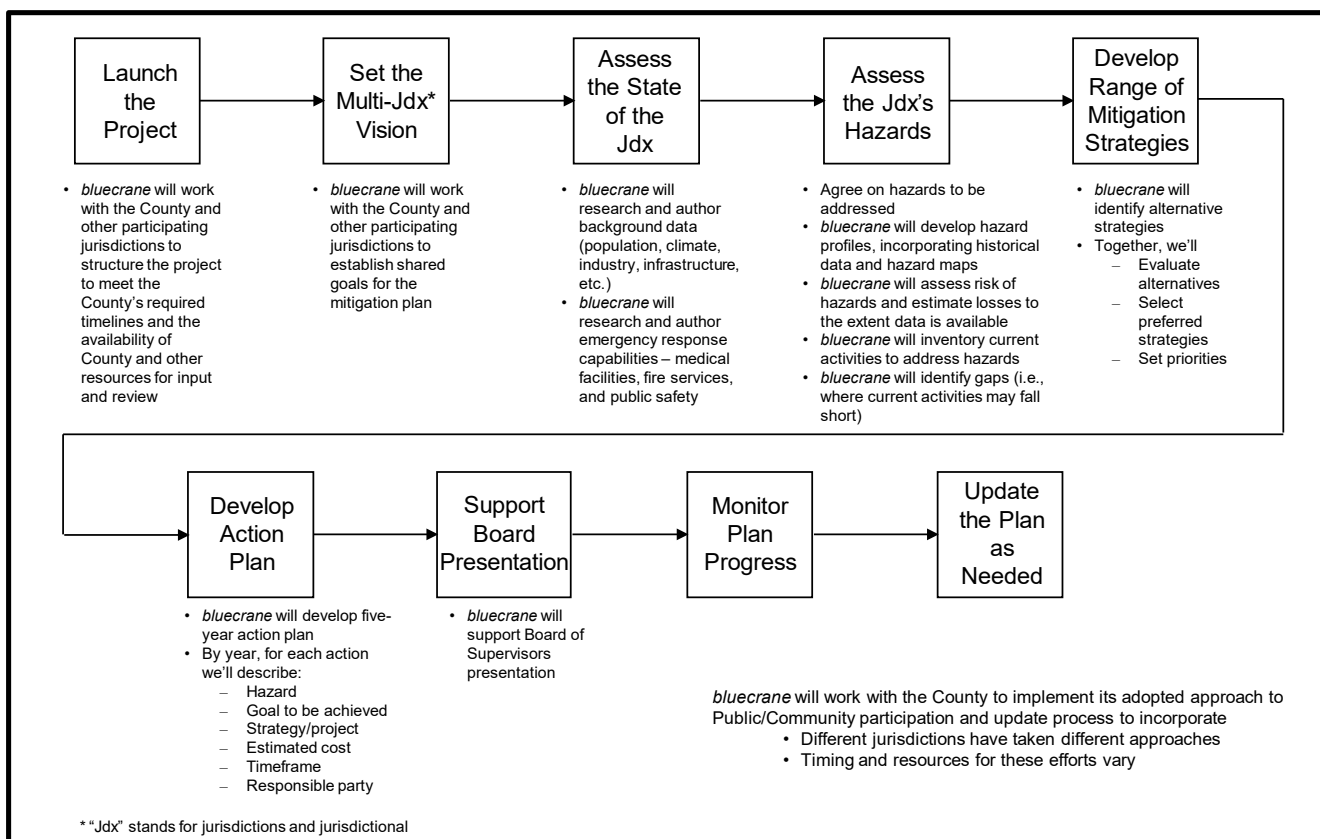 Launch
the
Project
Set the
Multi-Jdx*
Vision
Assess
the State
of the
Jdx
Assess
the Jdx's
Hazards
Develop
Range of
Mitigation
Strategies
• bluecrane will work
with the County and
other participating
jurisdictions to
structure the project
to meet the
County's required
timelines and the
availability of
County and other
resources for input
and review
• bluecrane will work
with the County and
other participating
jurisdictions to
establish shared
goals for the
mitigation plan
• bluecrane will
research and author
background data
(population, climate,
industry, infrastructure,
etc.)
• bluecrane will
research and author
emergency response
capabilities – medical
facilities, fire services,
and public safety
• Agree on hazards to be
addressed
• bluecrane will develop hazard
profiles, incorporating historical
data and hazard maps
• bluecrane will assess risk of
hazards and estimate losses to
the extent data is available
• bluecrane will inventory current
activities to address hazards
• bluecrane will identify gaps (i.e.,
where current activities may fall
short)
• bluecrane will
identify alternative
strategies
• Together, we'll
– Evaluate
alternatives
– Select
preferred
strategies
– Set priorities
Develop
Action
Plan
Support
Board
Presentation
Monitor
Plan
Progress
Update
the Plan
as
Needed
• bluecrane will develop five-
year action plan
• By year, for each action
we'll describe:
– Hazard
– Goal to be achieved
– Strategy/project
– Estimated cost
– Timeframe
– Responsible party
• bluecrane will
support Board of
Supervisors
presentation
bluecrane will work with the County to implement its adopted approach to
Public/Community participation and update process to incorporate
• Different jurisdictions have taken different approaches
• Timing and resources for these efforts vary
* "Jdx" stands for jurisdictions and jurisdictional